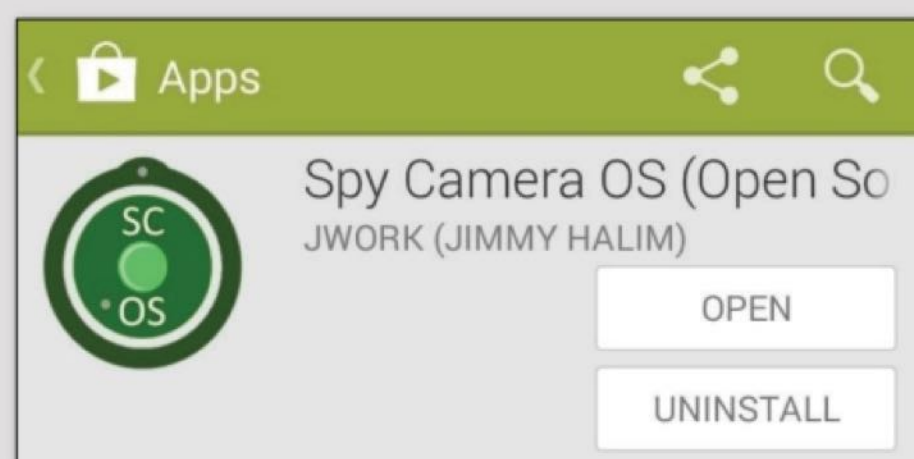 Apps
Spy Camera OS (Open So
JWORK (JIMMY HALIM)
SC
OS
OPEN
UNINSTALL